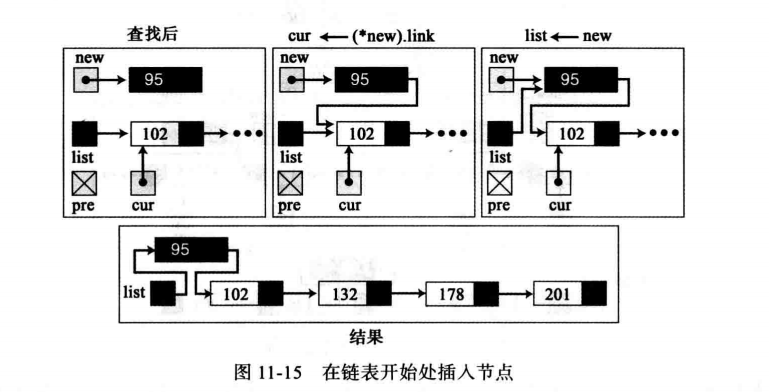 查找后
cur ← (*new).link
list ← new
new
95
102
list
pre
cur
new
95
102
list
pre
cur
new
95
102
list
pre
cur
95
list
102
132
178
201
结果
图 11-15 在链表开始处插入节点